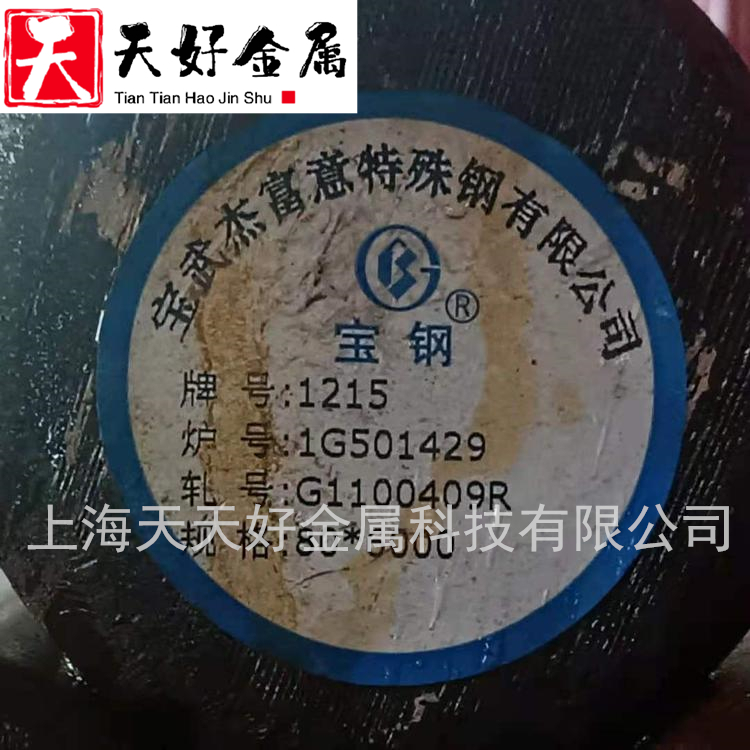 天 天好金属
Tian Tian Hao Jin Shu
宝武杰富意特殊钢有限公司
®
宝钢
牌 号:1215
炉 号:1G501429
轧 号:G1100409R
规 格:
上海天天好金属科技有限公司